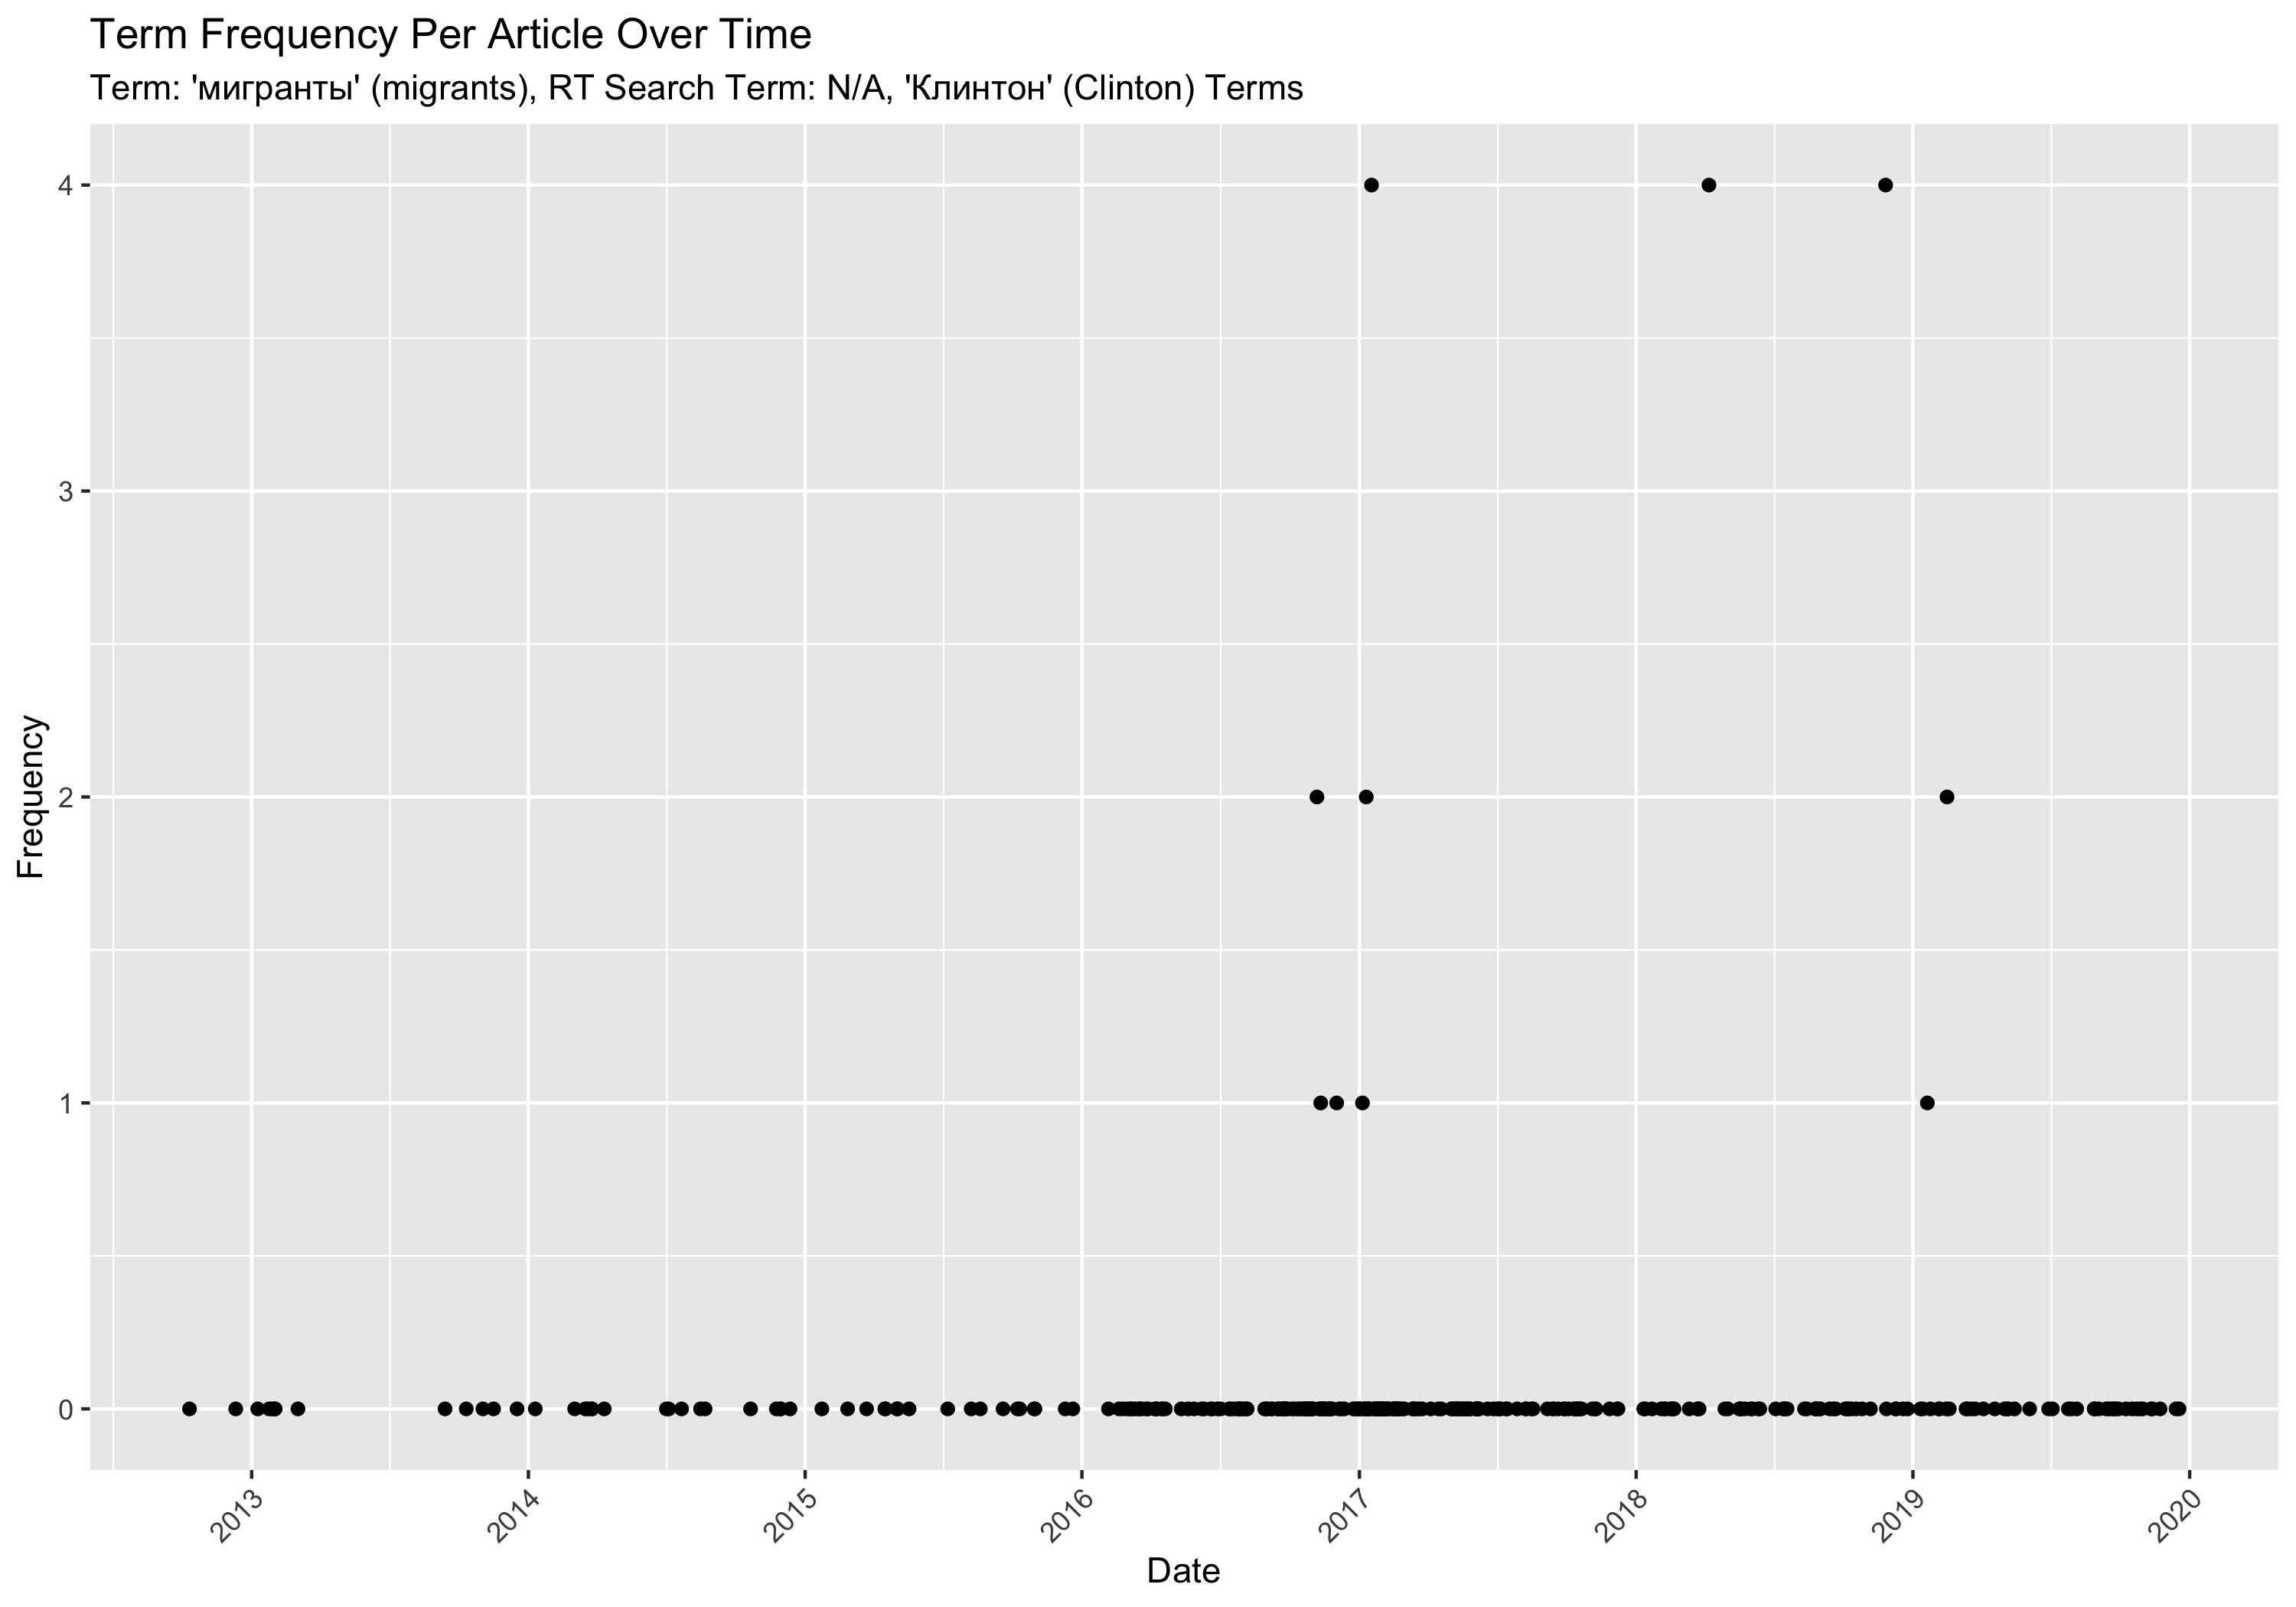 Term Frequency Per Article Over Time
Term: 'мигранты' (migrants), RT Search Term: N/A, 'Клинтон' (Clinton) Terms
4
3
2
1
0
Frequency
2013 2014 2015 2016 2017 2018 2019 2020
Date